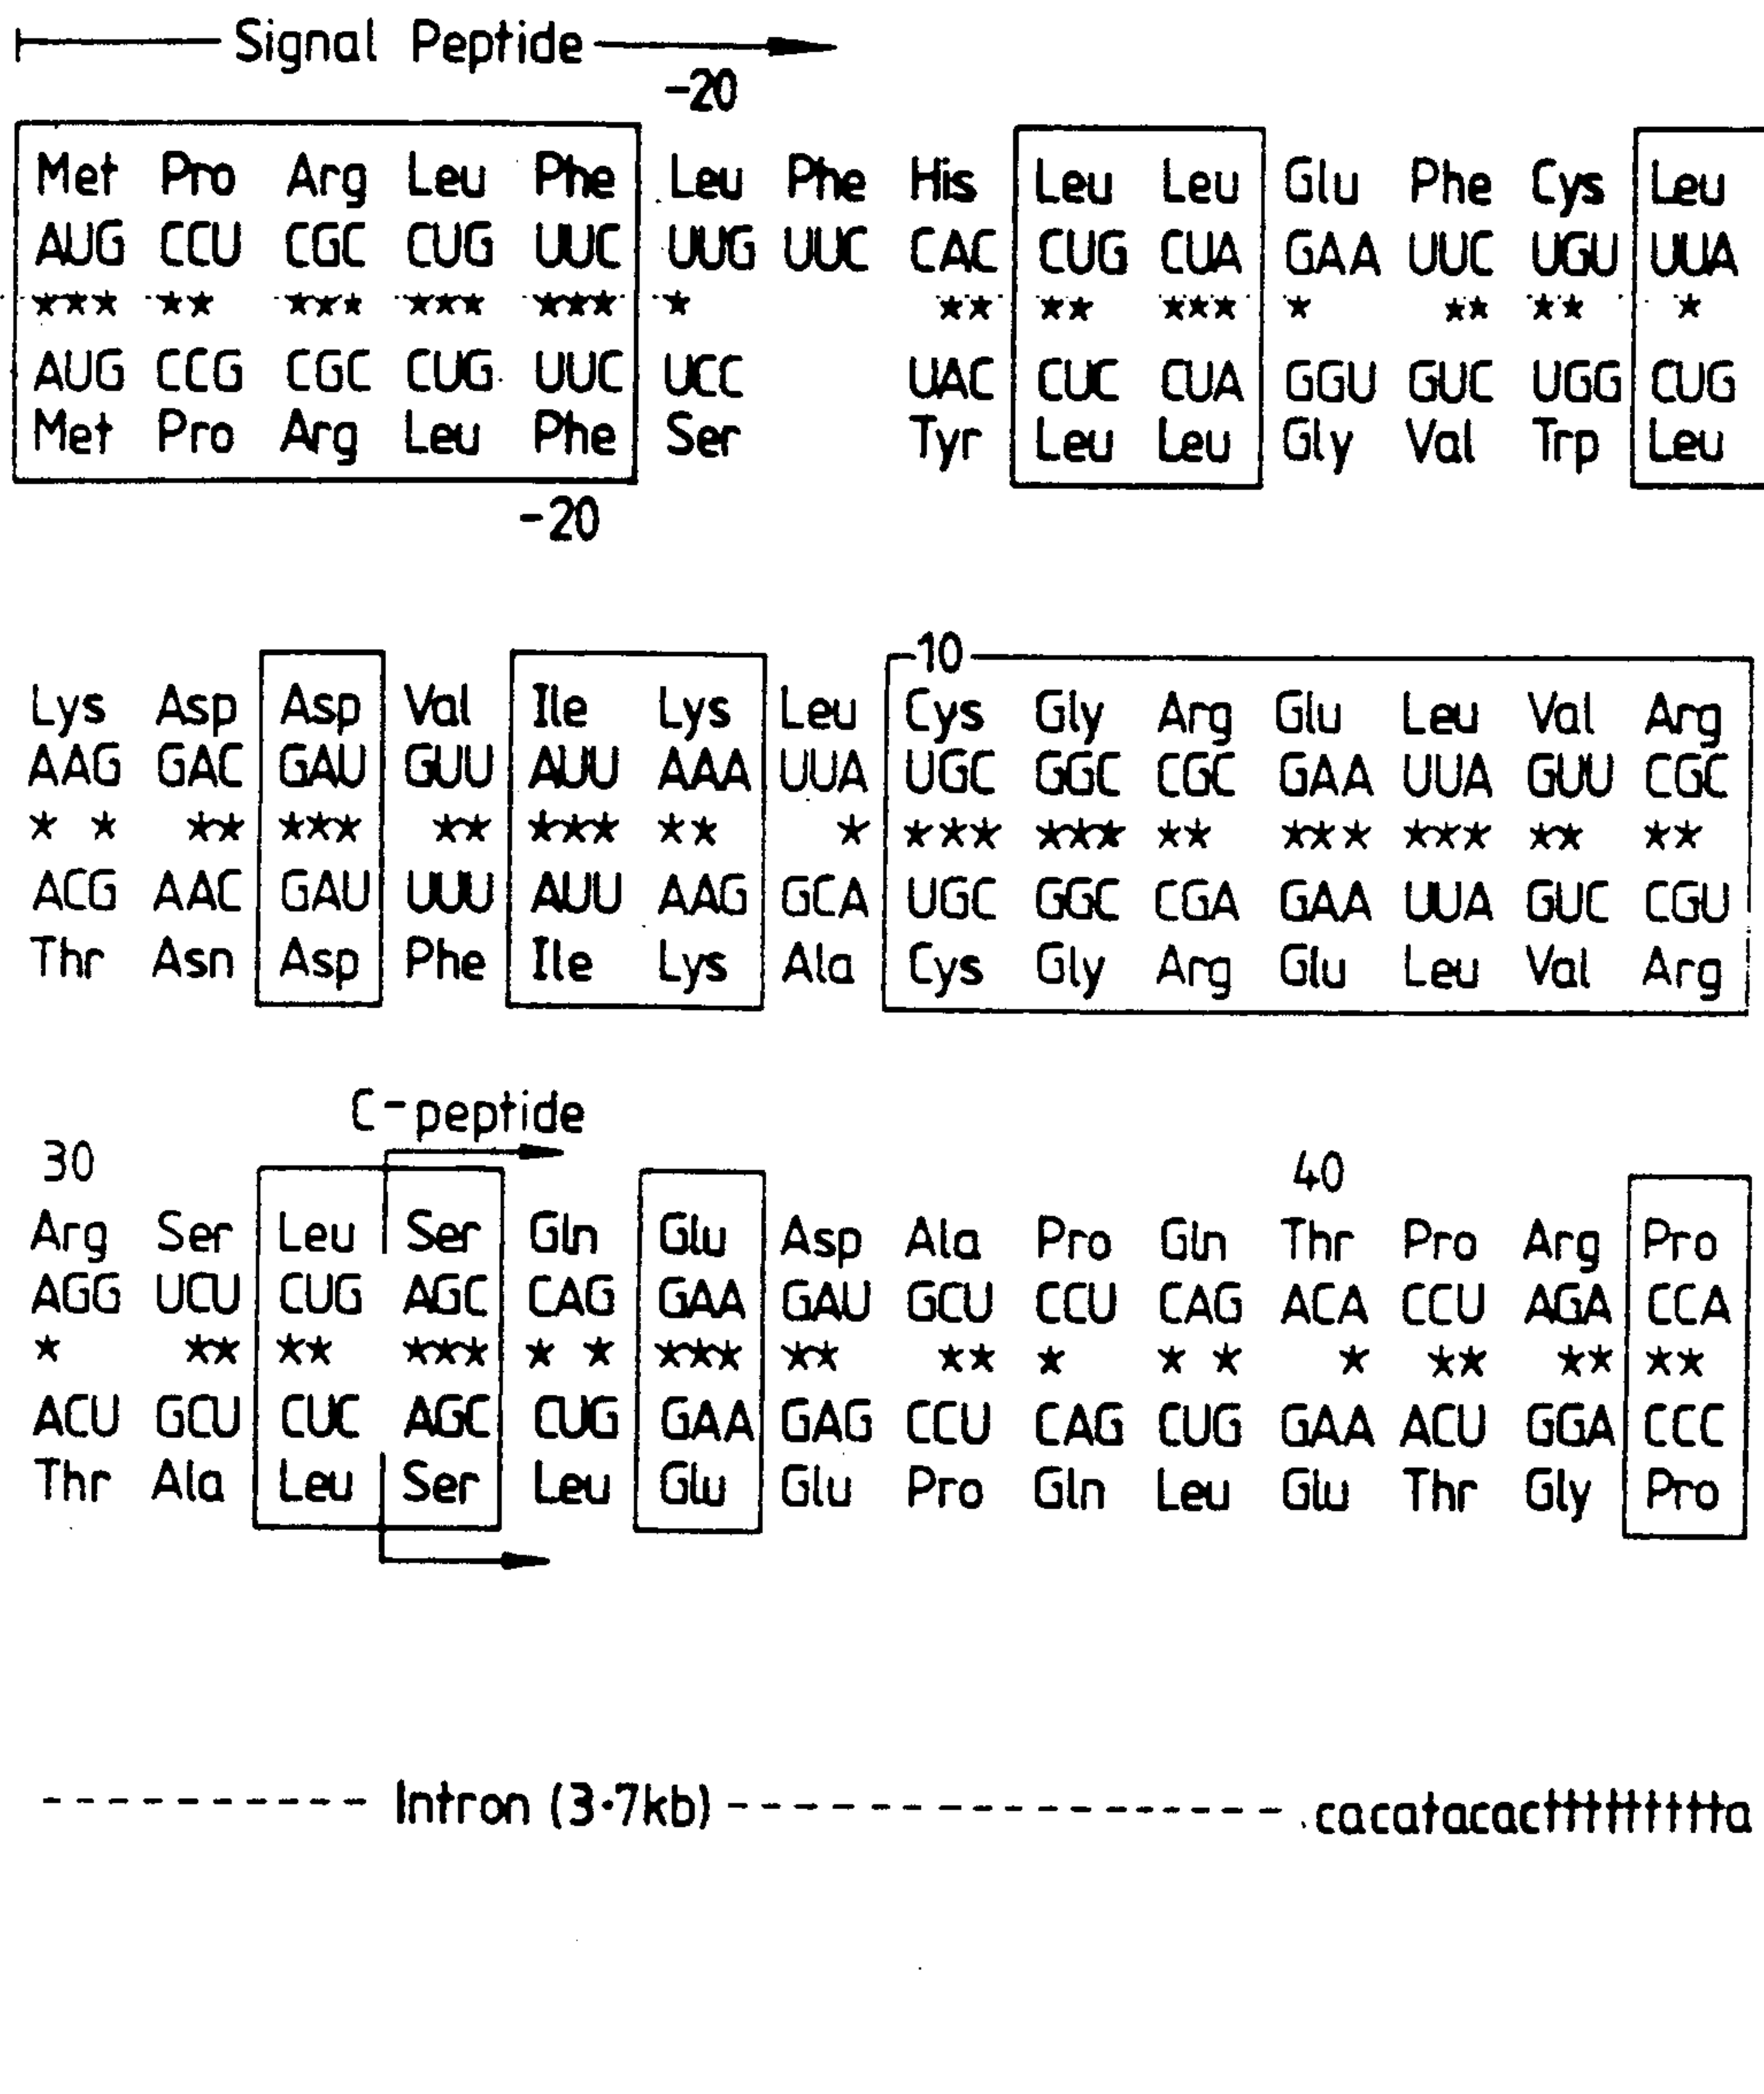 Signal Peptide
-20
Met Pro Arg Leu Phe Leu Phe His Leu Leu Glu Phe Cys Leu
AUG CCU CGC CUG UUC UUG UUC CAC CUG CUA GAA UUC UGU UUA
*** ** *** *** *** * ** ** *** * ** ** *
AUG CCG CGC CUG UUC UCC UAC CUC CUA GGU GUC UGG CUG
Met Pro Arg Leu Phe Ser Tyr Leu Leu Gly Val Trp Leu
-20
-10
Lys Asp Asp Val Ile Lys Leu Cys Gly Arg Glu Leu Val Arg
AAG GAC GAU GUU AUU AAA UUA UGC GGC CGC GAA UUA GUU CGC
* * ** *** ** *** ** * *** *** ** *** *** ** **
ACG AAC GAU UUU AUU AAG GCA UGC GGC CGA GAA UUA GUC CGU
Thr Asn Asp Phe Ile Lys Ala Cys Gly Arg Glu Leu Val Arg
C-peptide
30 40
Arg Ser Leu Ser Gln Glu Asp Ala Pro Gln Thr Pro Arg Pro
AGG UCU CUG AGC CAG GAA GAU GCU CCU CAG ACA CCU AGA CCA
* ** ** *** * * *** ** ** * * * * ** ** **
ACU GCU CUC AGC CUG GAA GAG CCU CAG CUG GAA ACU GGA CCC
Thr Ala Leu Ser Leu Glu Glu Pro Gln Leu Glu Thr Gly Pro
---------- Intron (3·7kb) ----------------- cacatacacttttttttta